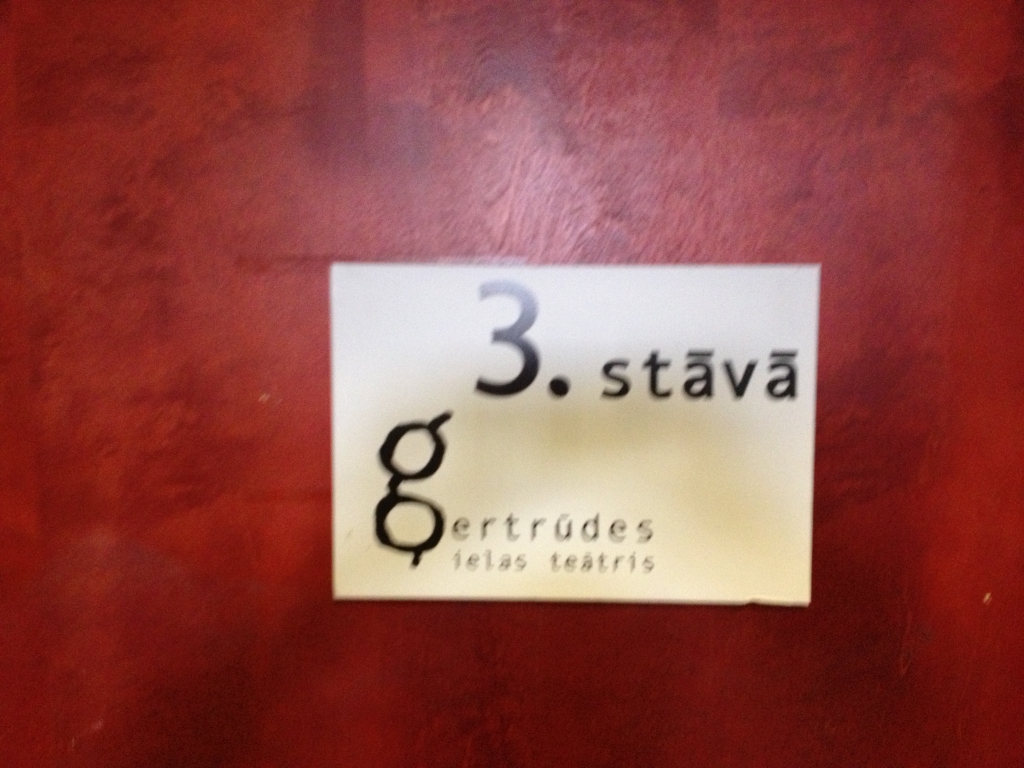 3. stāvā
gertrūdes
ielas teātris